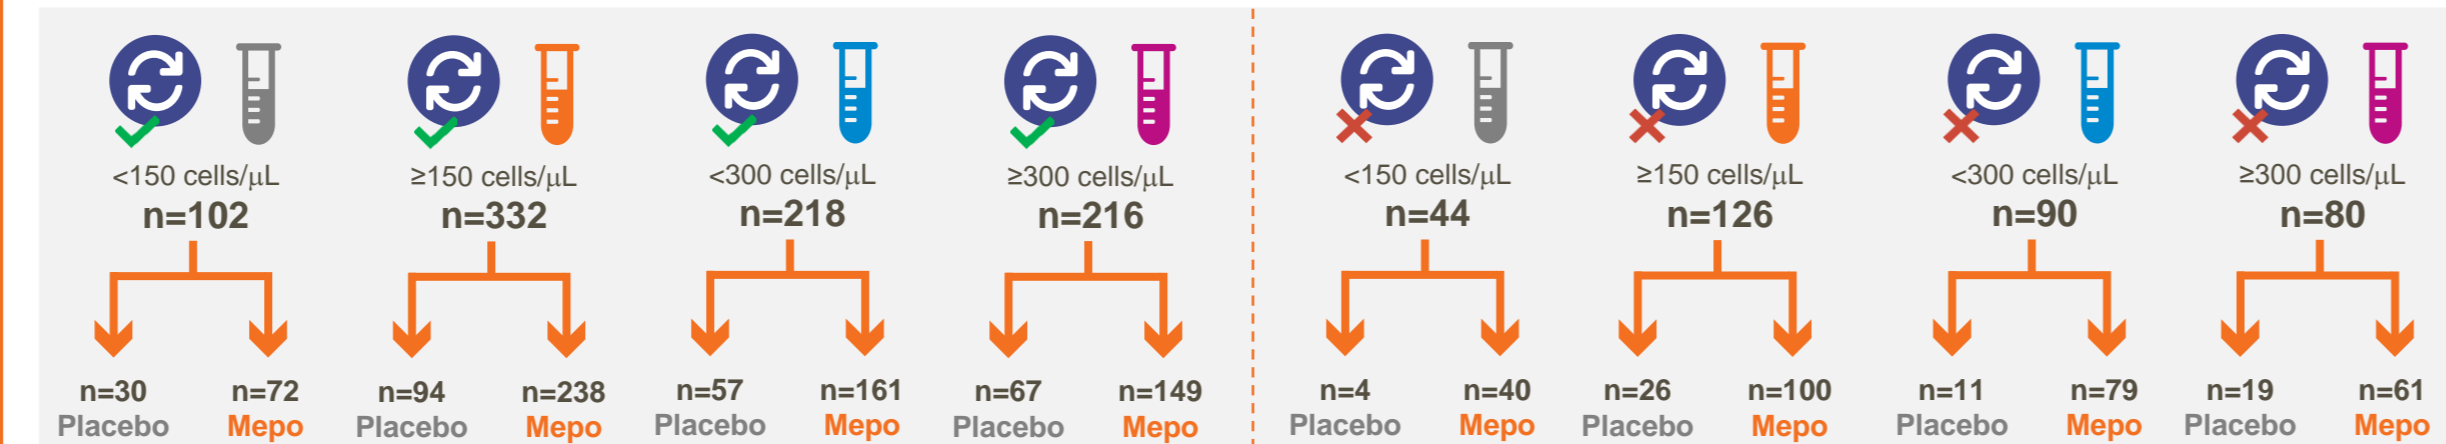 <150 cells/μL
n=102
n=30
Placebo
n=72
Mepo
≥150 cells/μL
n=332
n=94
Placebo
n=238
Mepo
<300 cells/μL
n=218
n=57
Placebo
n=161
Mepo
≥300 cells/μL
n=216
n=67
Placebo
n=149
Mepo
<150 cells/μL
n=44
n=4
Placebo
n=40
Mepo
≥150 cells/μL
n=126
n=26
Placebo
n=100
Mepo
<300 cells/μL
n=90
n=11
Placebo
n=79
Mepo
≥300 cells/μL
n=80
n=19
Placebo
n=61
Mepo